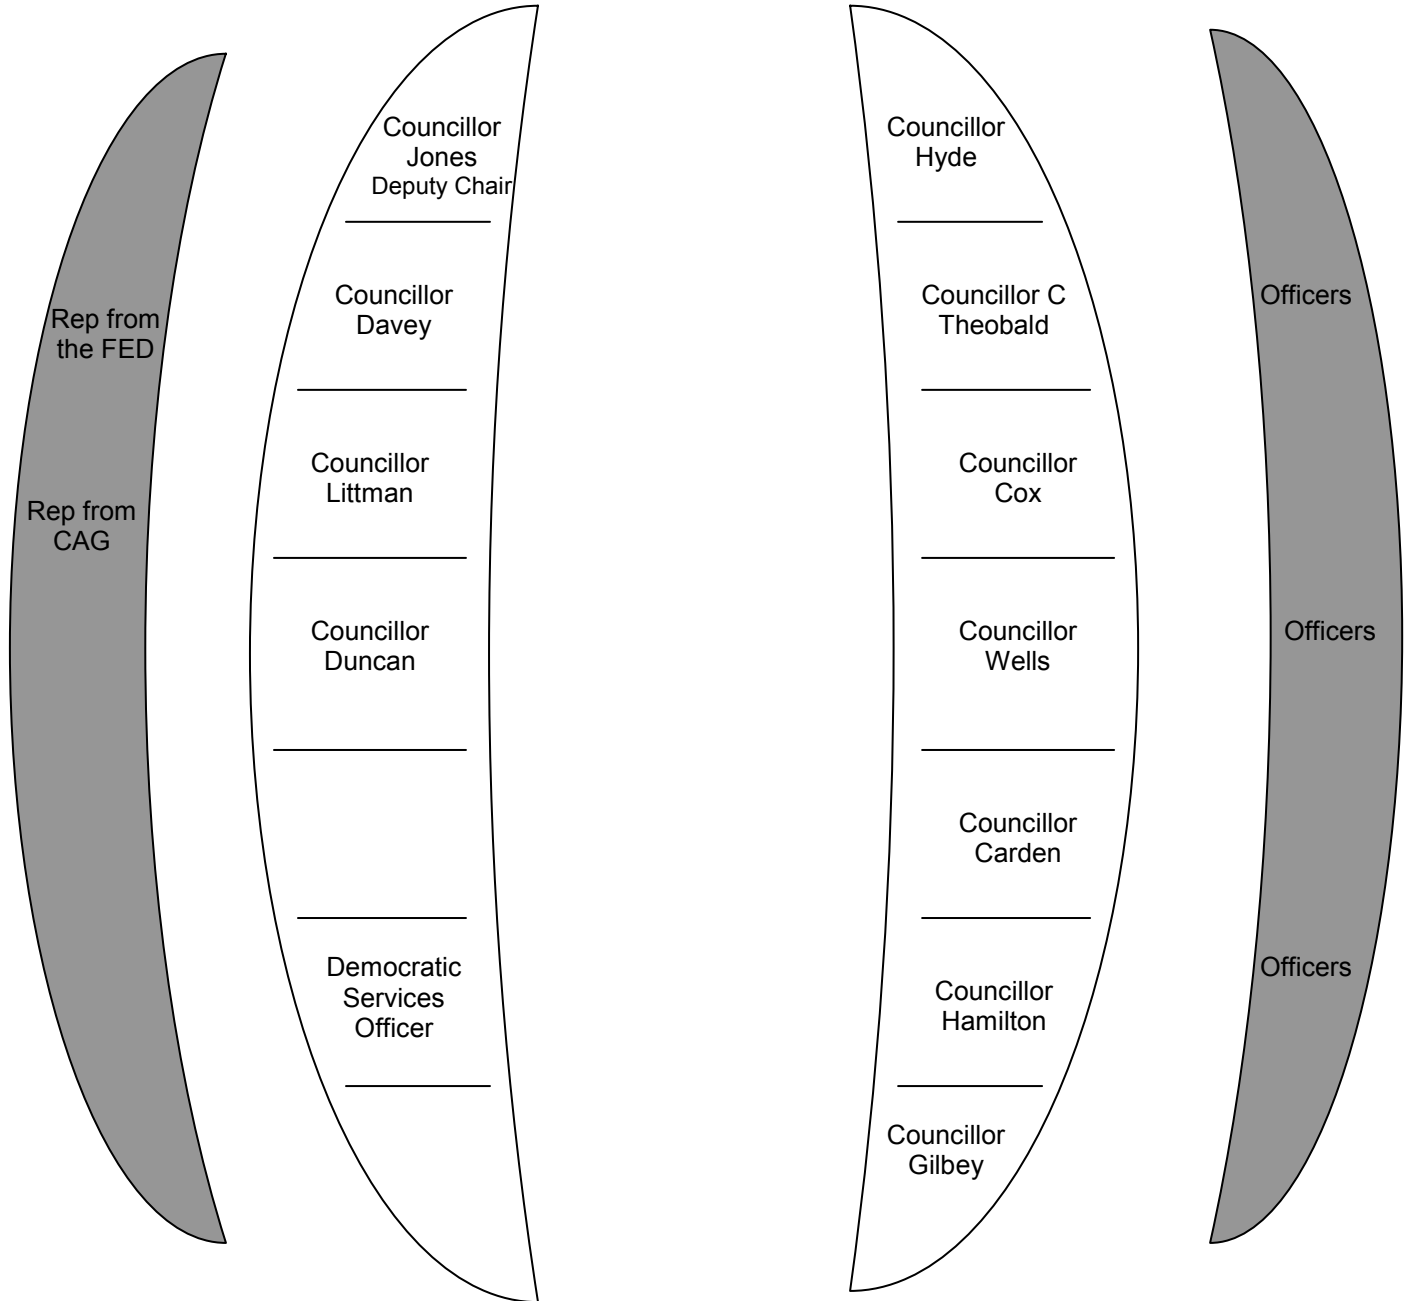 Rep from
the FED
Rep from
CAG
Councillor
Jones
Deputy Chair
Councillor
Davey
Councillor
Littman
Councillor
Duncan
Democratic
Services
Officer
Councillor
Hyde
Councillor C
Theobald
Councillor
Cox
Councillor
Wells
Councillor
Carden
Councillor
Hamilton
Councillor
Gilbey
Officers
Officers
Officers